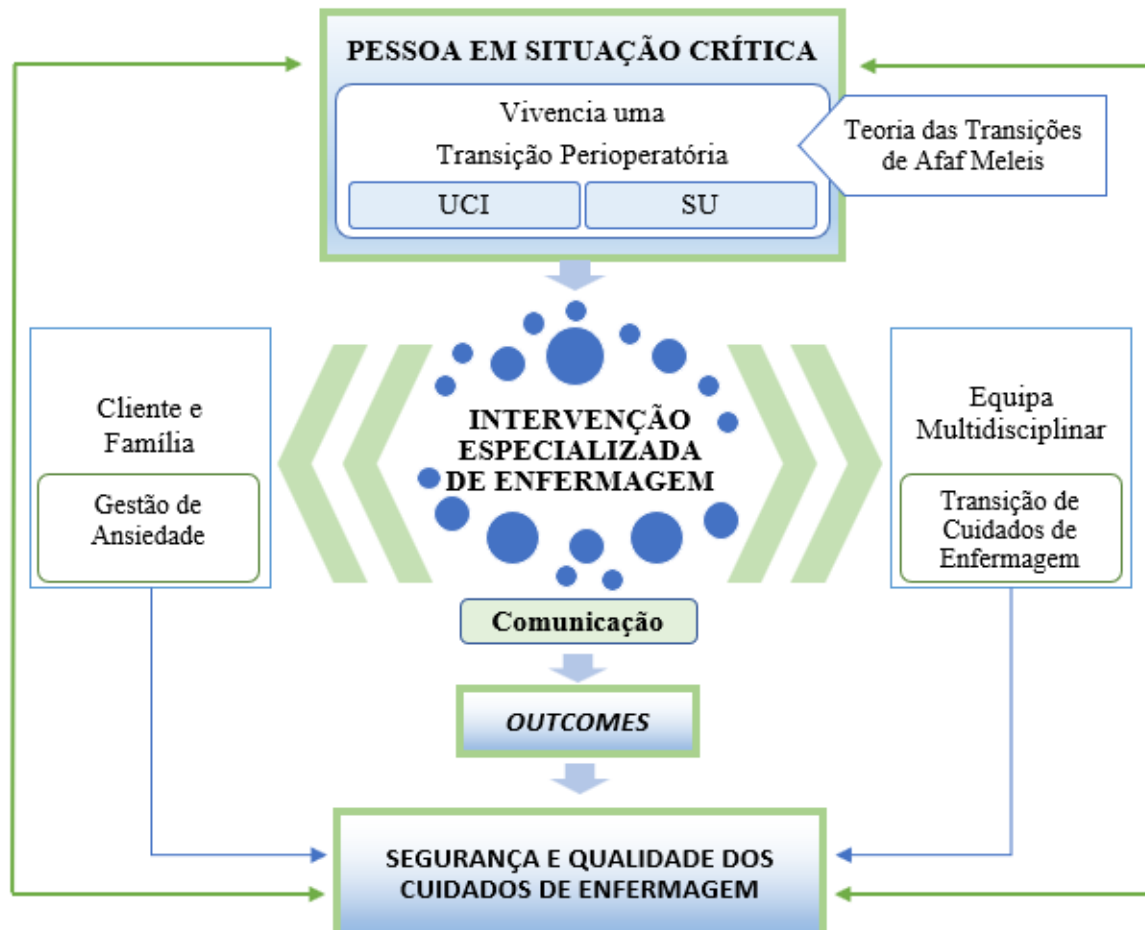 PESSOA EM SITUAÇÃO CRÍTICA
Vivencia uma
Transição Perioperatória
UCI
SU
Teoria das Transições
de Afaf Meleis
Cliente e
Família
Gestão de
Ansiedade
INTERVENÇÃO
ESPECIALIZADA
DE ENFERMAGEM
Equipa
Multidisciplinar
Transição de
Cuidados de
Enfermagem
Comunicação
OUTCOMES
SEGURANÇA E QUALIDADE DOS
CUIDADOS DE ENFERMAGEM